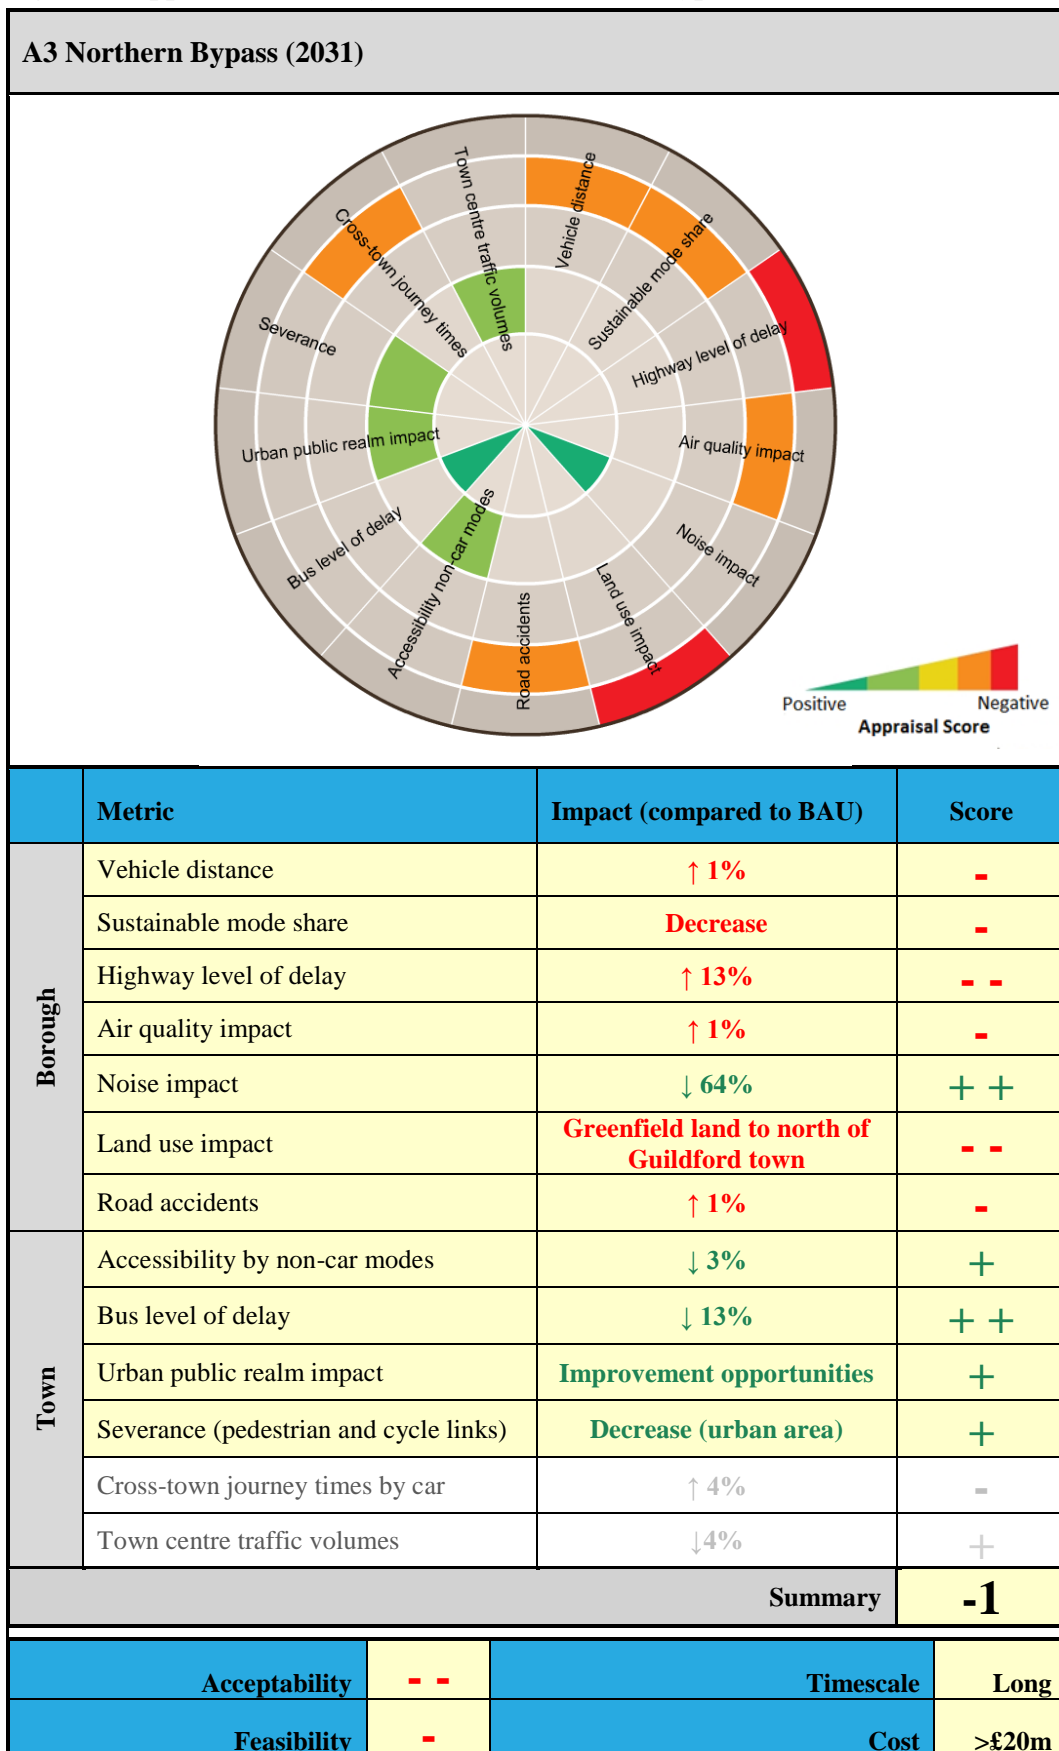 A3 Northern Bypass (2031)
Town centre traffic volumes
Vehicle distance
Cross-town journey times
Sustainable mode share
Severance
Highway level of delay
Urban public realm impact
Air quality impact
Bus level of delay
Noise impact
Accessibility non-car modes
Road accidents
Land use impact
Positive Negative
Appraisal Score
Metric Impact (compared to BAU) Score
Borough
Vehicle distance ↑ 1% -
Sustainable mode share Decrease -
Highway level of delay ↑ 13% - -
Air quality impact ↑ 1% -
Noise impact ↓ 64% + +
Land use impact Greenfield land to north of
Guildford town - -
Road accidents ↑ 1% -
Town
Accessibility by non-car modes ↓ 3% +
Bus level of delay ↓ 13% + +
Urban public realm impact Improvement opportunities +
Severance (pedestrian and cycle links) Decrease (urban area) +
Cross-town journey times by car ↑ 4% -
Town centre traffic volumes ↓4% +
Summary -1
Acceptability - - Timescale Long
Feasibility - Cost >£20m